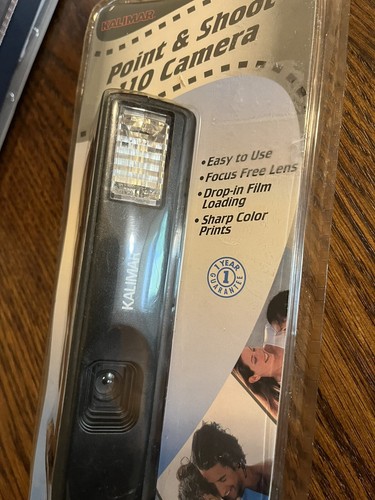 KALIMAR
Point & Shoot
110 Camera
• Easy to Use
• Focus Free Lens
• Drop-in Film
Loading
• Sharp Color
Prints
1 YEAR
1
GUARANTEE
KALIMAR